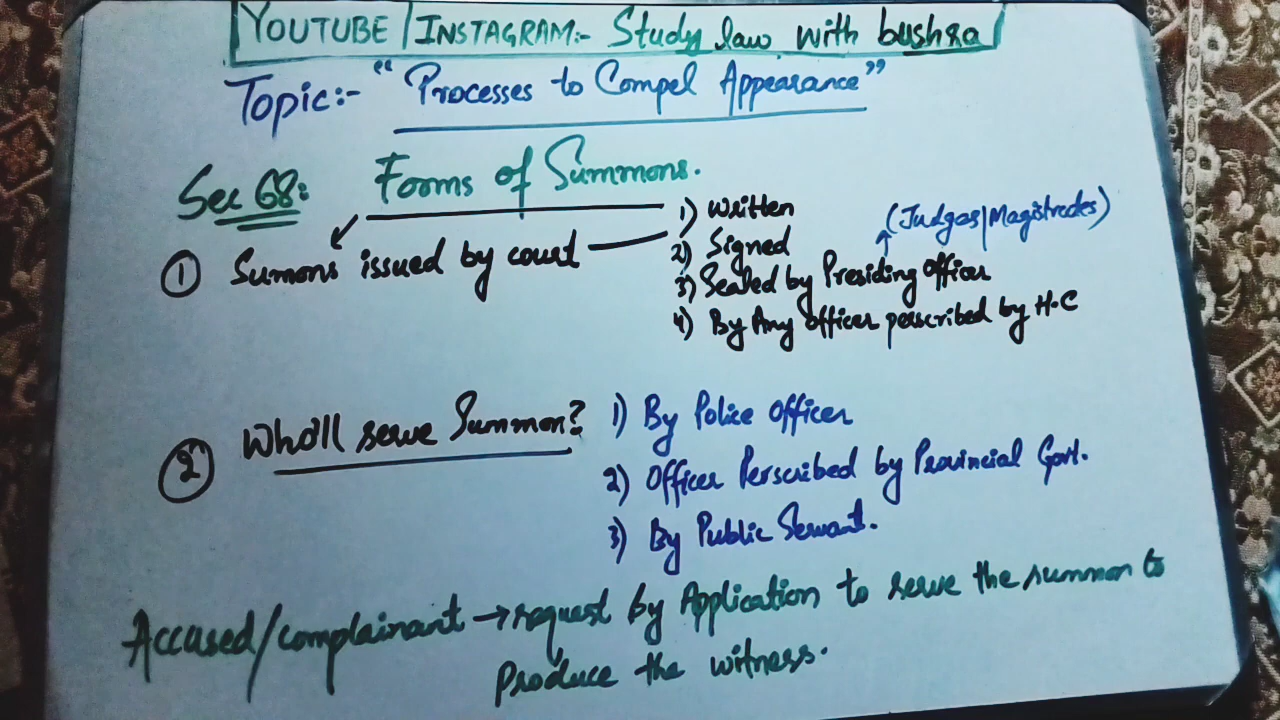 YOUTUBE/INSTAGRAM:- Study law with bushra
Topic:- "Processes to Compel Appearance"
Sec 68: Forms of Summons.
① Sumons issued by court
1) Written
2) Signed
3) Sealed by Presiding Officer
(Judges/Magistrates)
4) By Any officer perscribed by H.C
② Who'll serve Summon?
1) By Police Officer
2) Officer Perscribed by Provincial Govt.
3) By Public Servant.
Accused/complainant → request by Application to serve the summon to
Produce the witness.